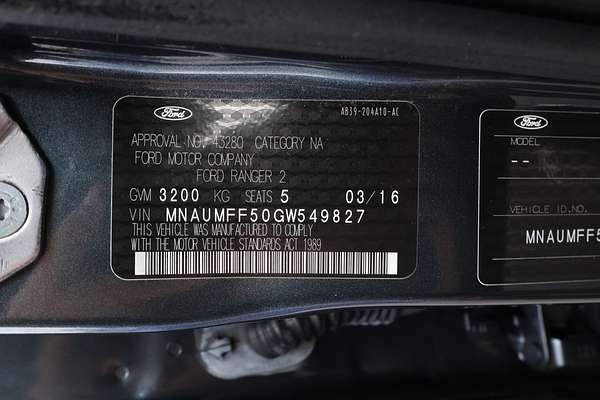 Ford
AB39-204A10-AE
APPROVAL NO. 43280 CATEGORY NA
FORD MOTOR COMPANY
FORD RANGER 2
GVM 3200 KG SEATS 5 03/16
VIN MNAUMFF50GW549827
THIS VEHICLE WAS MANUFACTURED TO COMPLY
WITH THE MOTOR VEHICLE STANDARDS ACT 1989
Ford
MODEL
--
VEHICLE ID.NO.
MNAUMFF5